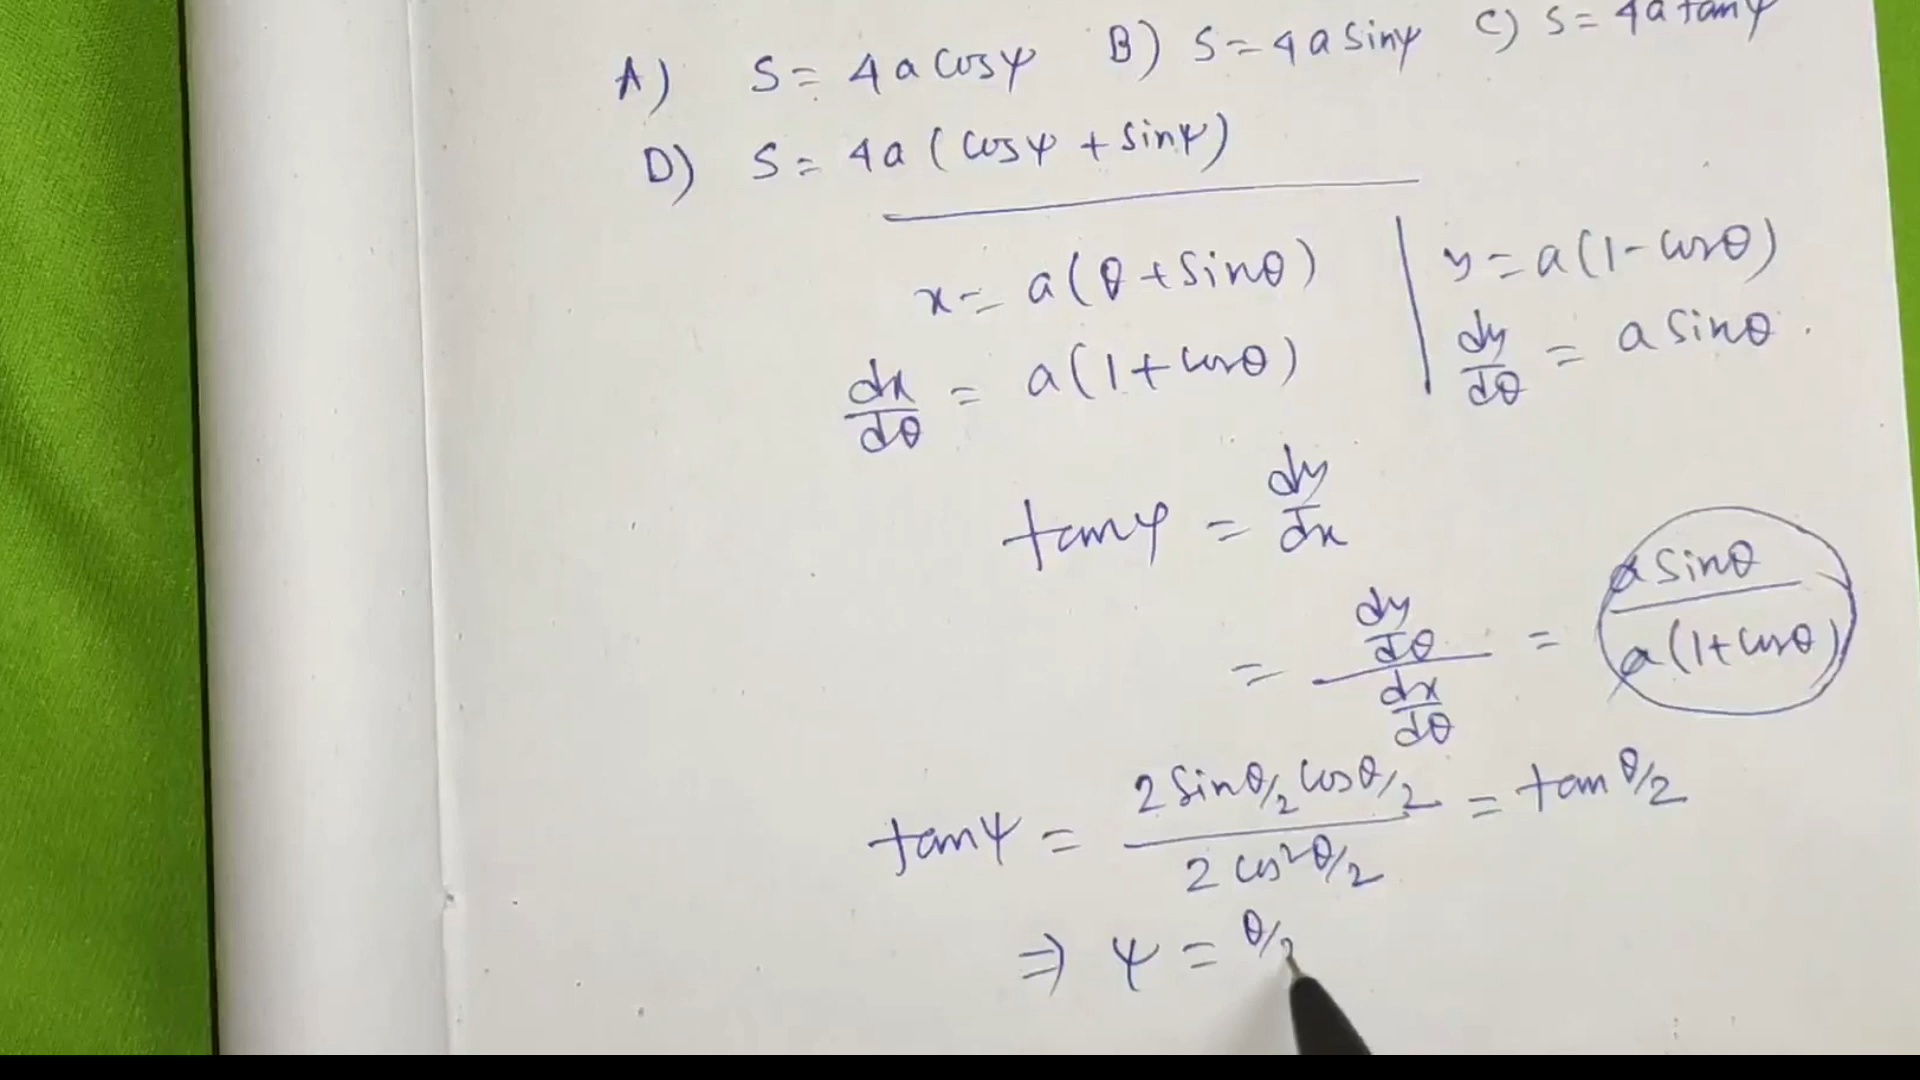 A) S = 4a cosψ B) S = 4a sinψ C) S = 4a tanψ
D) S = 4a (cosψ + sinψ)
x = a(θ + sinθ) | y = a(1 - cosθ)
dx/dθ = a(1 + cosθ) | dy/dθ = a sinθ .
tanψ = dy/dx
= (dy/dθ)/(dx/dθ) = a sinθ/a(1+cosθ)
tanψ = 2 sinθ/2 cosθ/2 / 2 cos²θ/2 = tan θ/2
⇒ ψ = θ/2